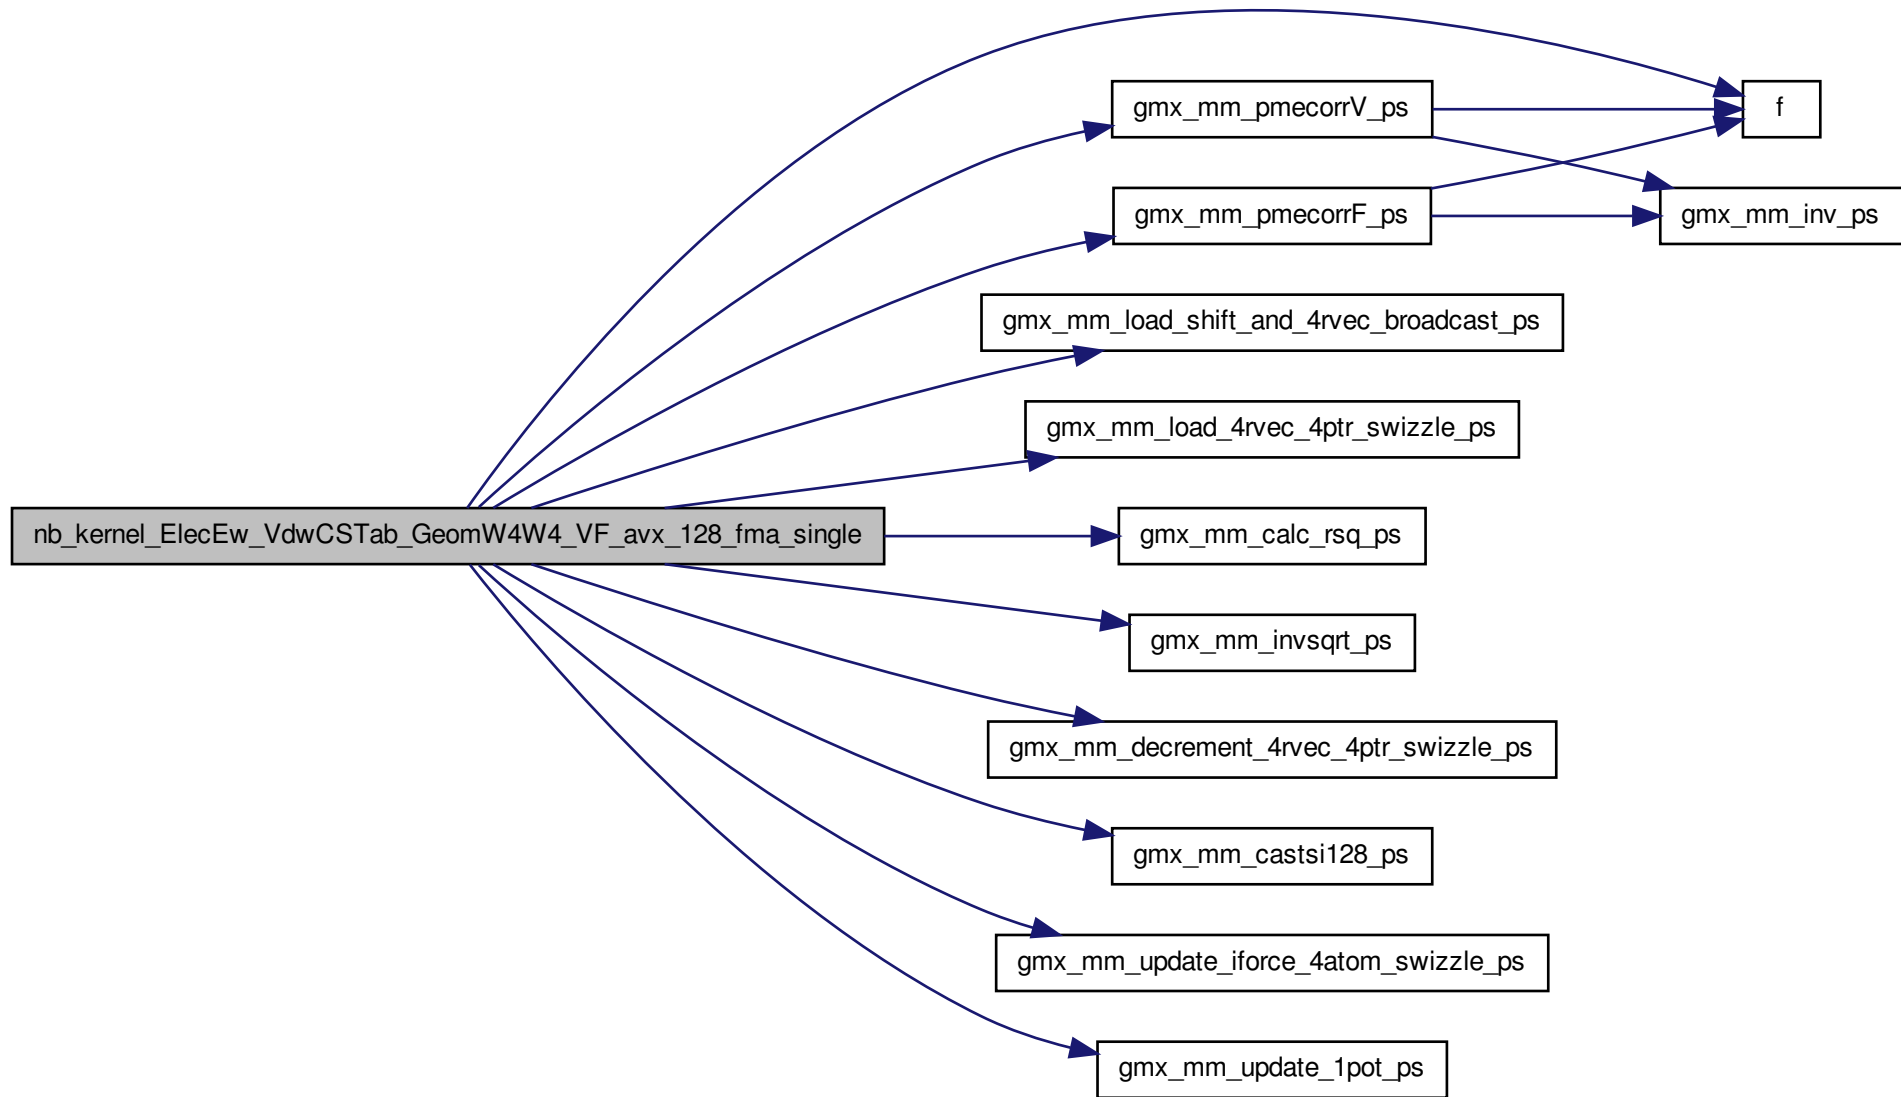 f
gmx_mm_pmecorrV_ps
gmx_mm_pmecorrF_ps
gmx_mm_inv_ps
gmx_mm_load_shift_and_4rvec_broadcast_ps
gmx_mm_load_4rvec_4ptr_swizzle_ps
nb_kernel_ElecEw_VdwCSTab_GeomW4W4_VF_avx_128_fma_single
gmx_mm_calc_rsq_ps
gmx_mm_invsqrt_ps
gmx_mm_decrement_4rvec_4ptr_swizzle_ps
gmx_mm_castsi128_ps
gmx_mm_update_iforce_4atom_swizzle_ps
gmx_mm_update_1pot_ps